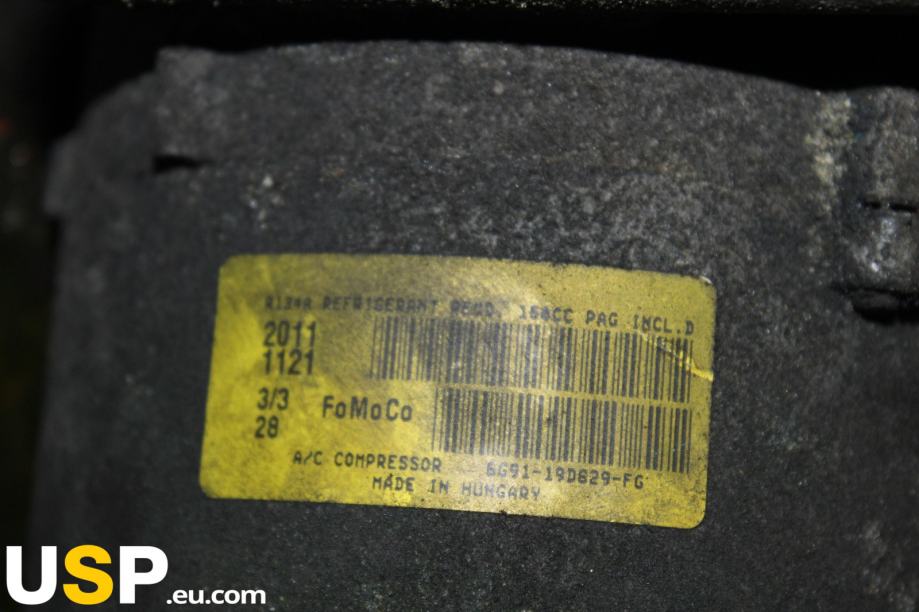 R134A REFRIGERANT REQD. 150CC PAG INCL.D
2011
1121
3/3
28
FoMoCo
A/C COMPRESSOR 6G91-19D629-FG
MADE IN HUNGARY
USP.eu.com